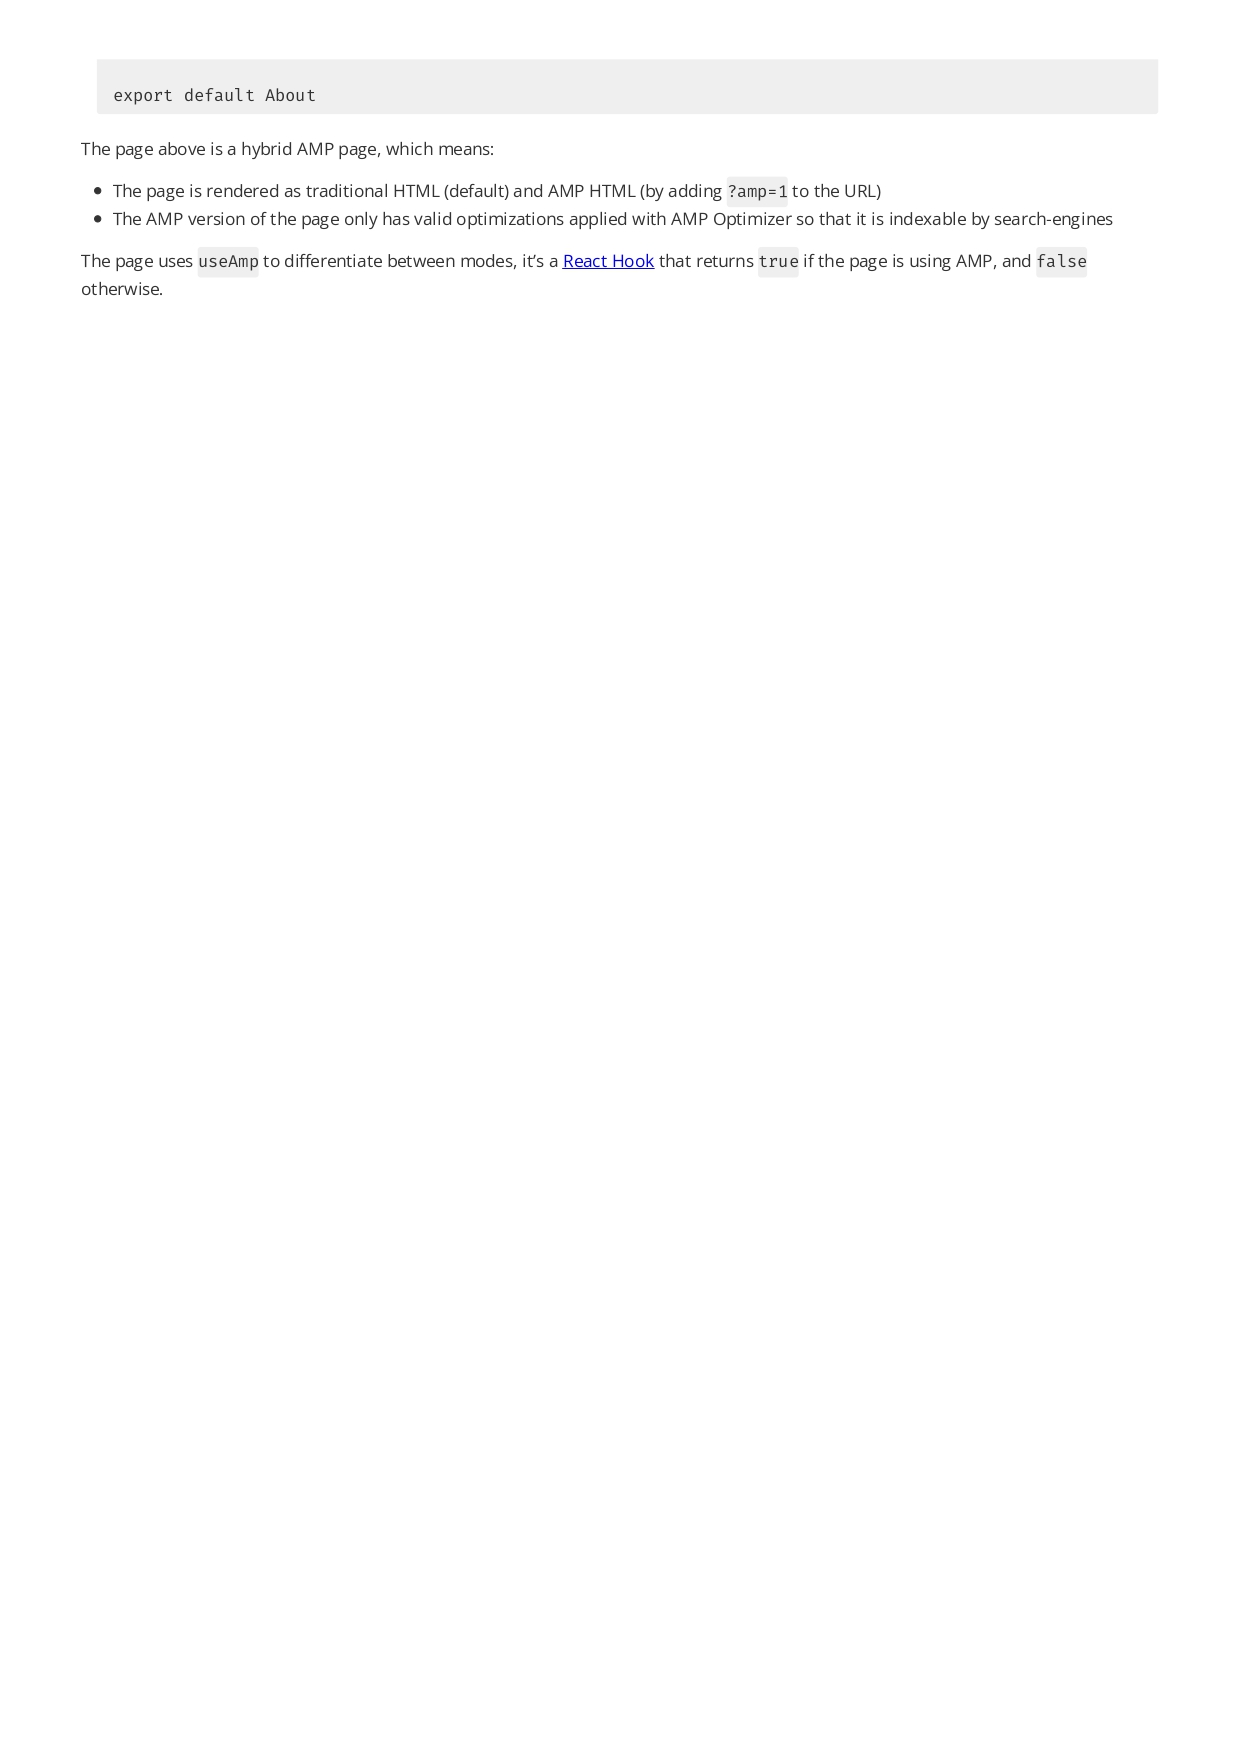 export default About
The page above is a hybrid AMP page, which means:
• The page is rendered as traditional HTML (default) and AMP HTML (by adding ?amp=1 to the URL)
• The AMP version of the page only has valid optimizations applied with AMP Optimizer so that it is indexable by search-engines
The page uses useAmp to differentiate between modes, it’s a React Hook that returns true if the page is using AMP, and false
otherwise.